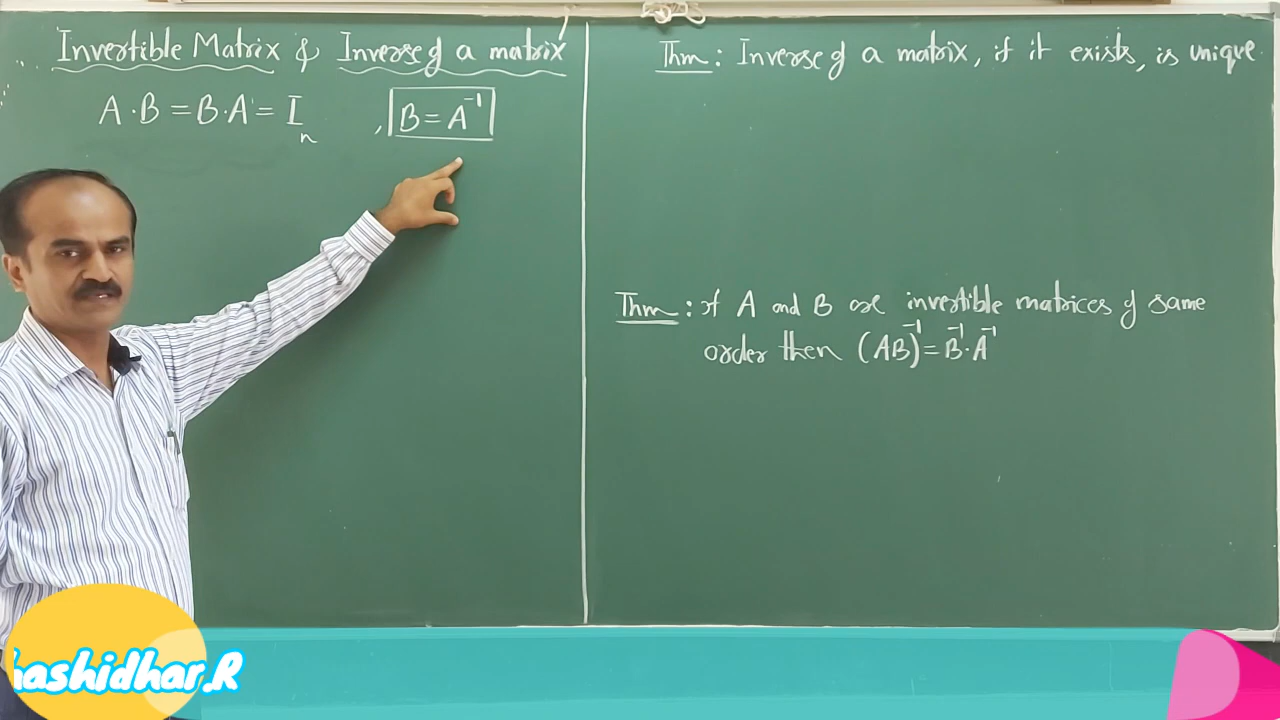 Invertible Matrix & Inverse of a matrix
A·B = B·A = Iₙ , B = A⁻¹
Thm: Inverse of a matrix, if it exists, is unique.
Thm: if A and B are invertible matrices of same
order then (AB)⁻¹ = B⁻¹·A⁻¹
hashidhar.R